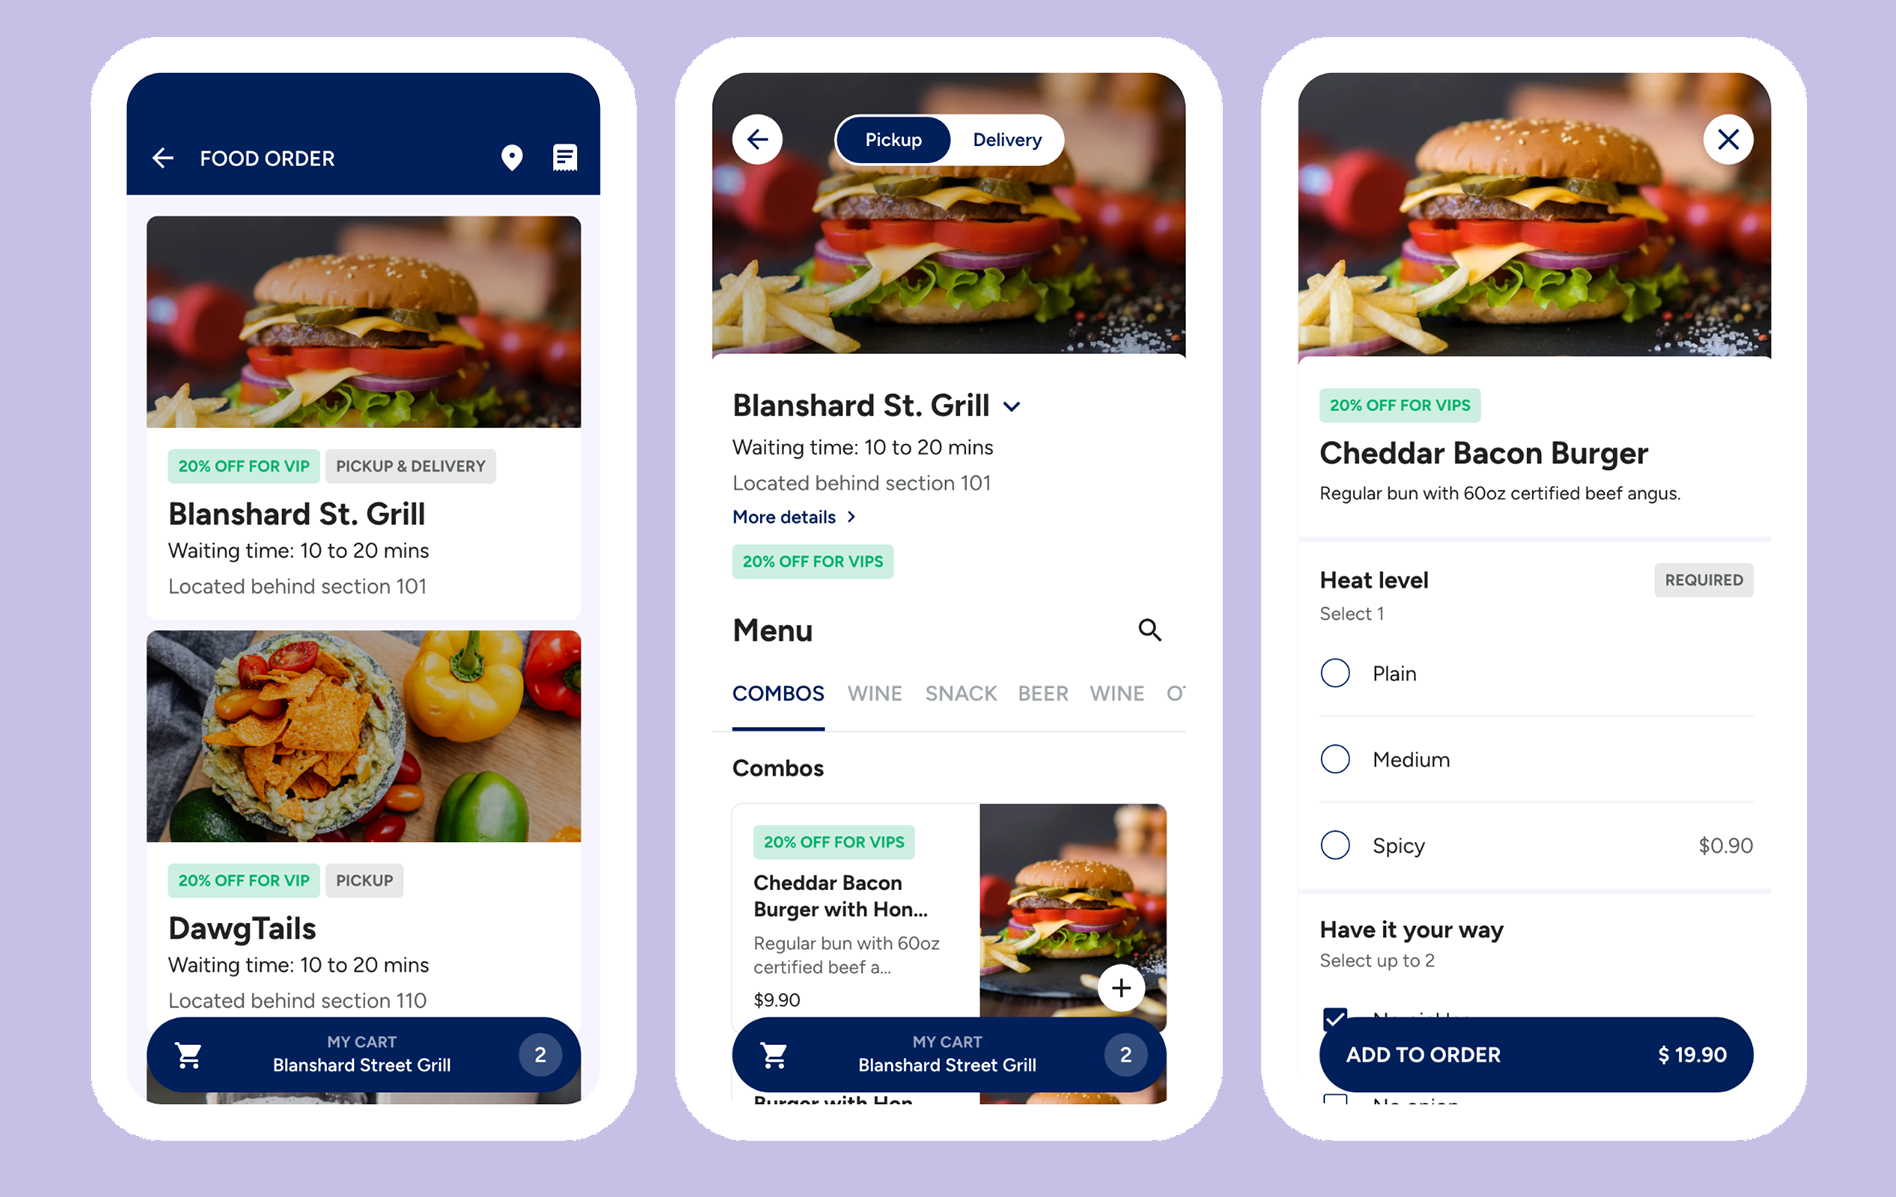 FOOD ORDER
20% OFF FOR VIP
PICKUP & DELIVERY
Blanshard St. Grill
Waiting time: 10 to 20 mins
Located behind section 101
20% OFF FOR VIP
PICKUP
DawgTails
Waiting time: 10 to 20 mins
Located behind section 110
MY CART
Blanshard Street Grill
2
Pickup
Delivery
Blanshard St. Grill
Waiting time: 10 to 20 mins
Located behind section 101
More details
20% OFF FOR VIPS
Menu
COMBOS WINE SNACK BEER WINE
Combos
20% OFF FOR VIPS
Cheddar Bacon
Burger with Hon...
Regular bun with 60oz
certified beef a...
$9.90
MY CART
Blanshard Street Grill
2
Burger with Hon
20% OFF FOR VIPS
Cheddar Bacon Burger
Regular bun with 60oz certified beef angus.
Heat level
REQUIRED
Select 1
Plain
Medium
Spicy
$0.90
Have it your way
Select up to 2
ADD TO ORDER
$ 19.90